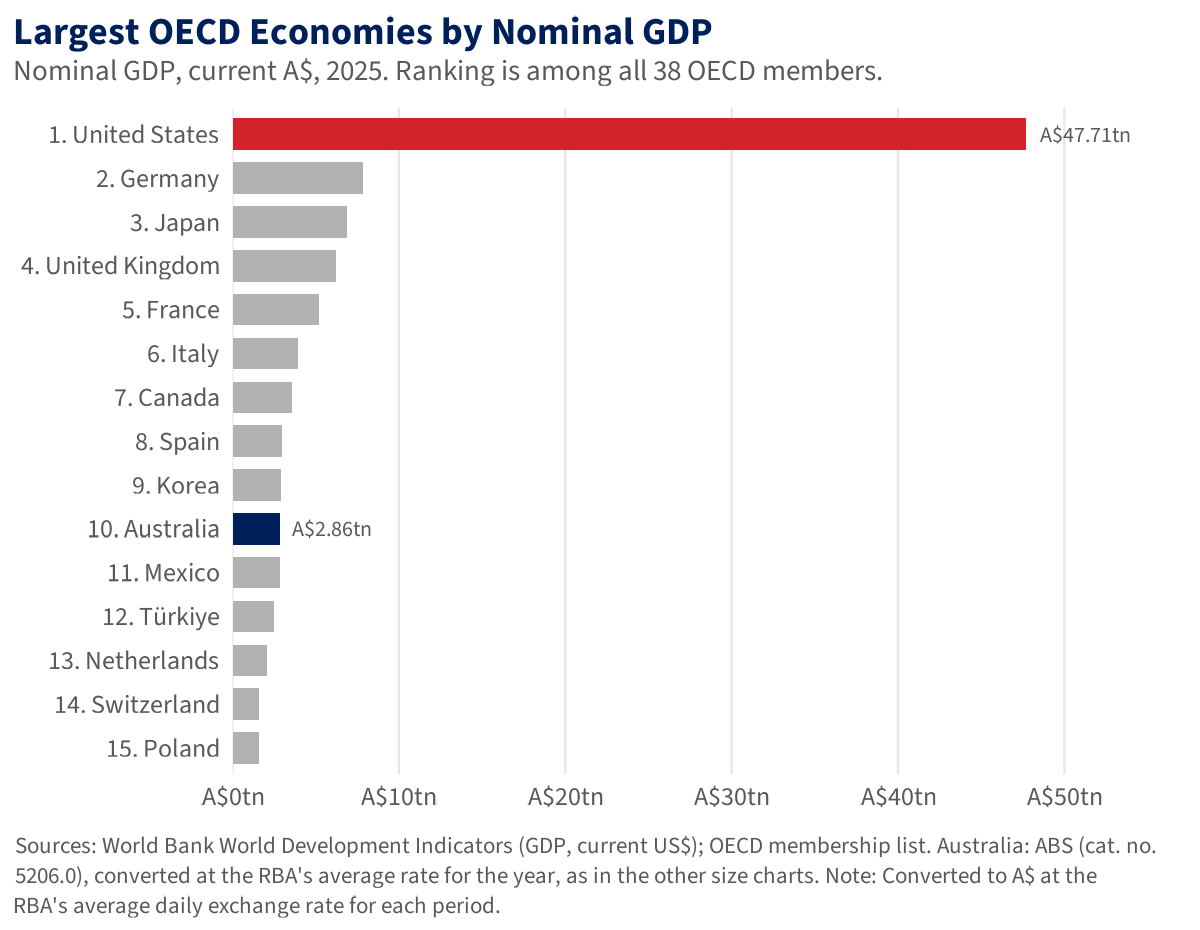 Largest OECD Economies by Nominal GDP
Nominal GDP, current A$, 2025. Ranking is among all 38 OECD members.
1. United States
A$47.71tn
2. Germany
3. Japan
4. United Kingdom
5. France
6. Italy
7. Canada
8. Spain
9. Korea
10. Australia
A$2.86tn
11. Mexico
12. Türkiye
13. Netherlands
14. Switzerland
15. Poland
A$0tn A$10tn A$20tn A$30tn A$40tn A$50tn
Sources: World Bank World Development Indicators (GDP, current US$); OECD membership list. Australia: ABS (cat. no.
5206.0), converted at the RBA's average rate for the year, as in the other size charts. Note: Converted to A$ at the
RBA's average daily exchange rate for each period.